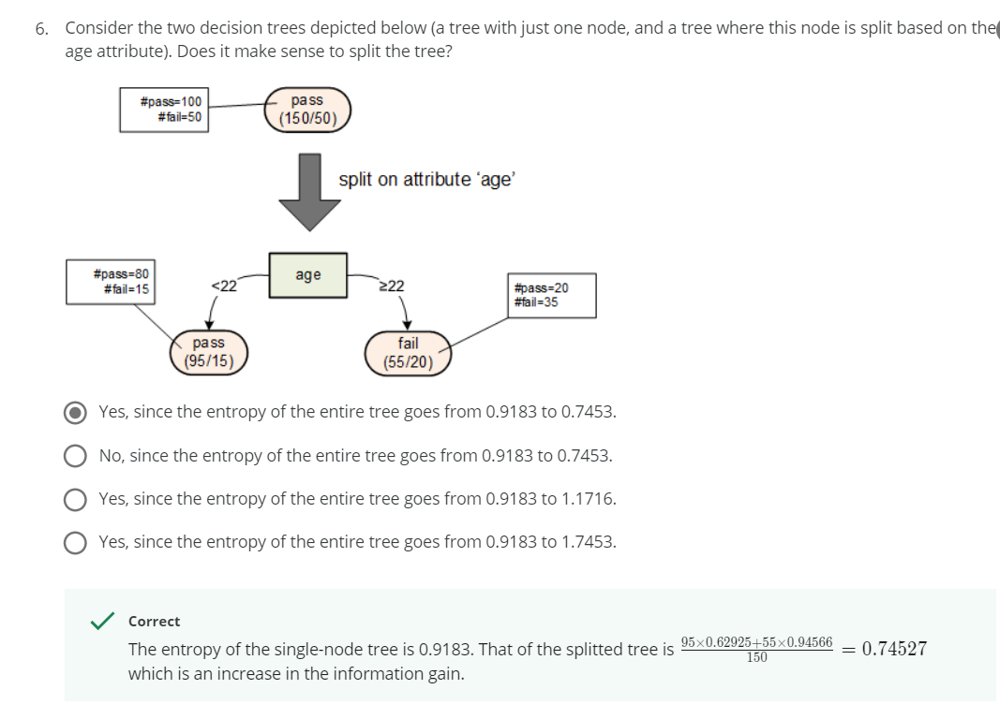 6. Consider the two decision trees depicted below (a tree with just one node, and a tree where this node is split based on the
age attribute). Does it make sense to split the tree?
#pass=100
#fail=50
pass
(150/50)
split on attribute 'age'
#pass=80
#fail=15
<22
age
≥22
#pass=20
#fail=35
pass
(95/15)
fail
(55/20)
Yes, since the entropy of the entire tree goes from 0.9183 to 0.7453.
No, since the entropy of the entire tree goes from 0.9183 to 0.7453.
Yes, since the entropy of the entire tree goes from 0.9183 to 1.1716.
Yes, since the entropy of the entire tree goes from 0.9183 to 1.7453.
Correct
The entropy of the single-node tree is 0.9183. That of the splitted tree is 95×0.62925+55×0.94566 / 150 = 0.74527
which is an increase in the information gain.